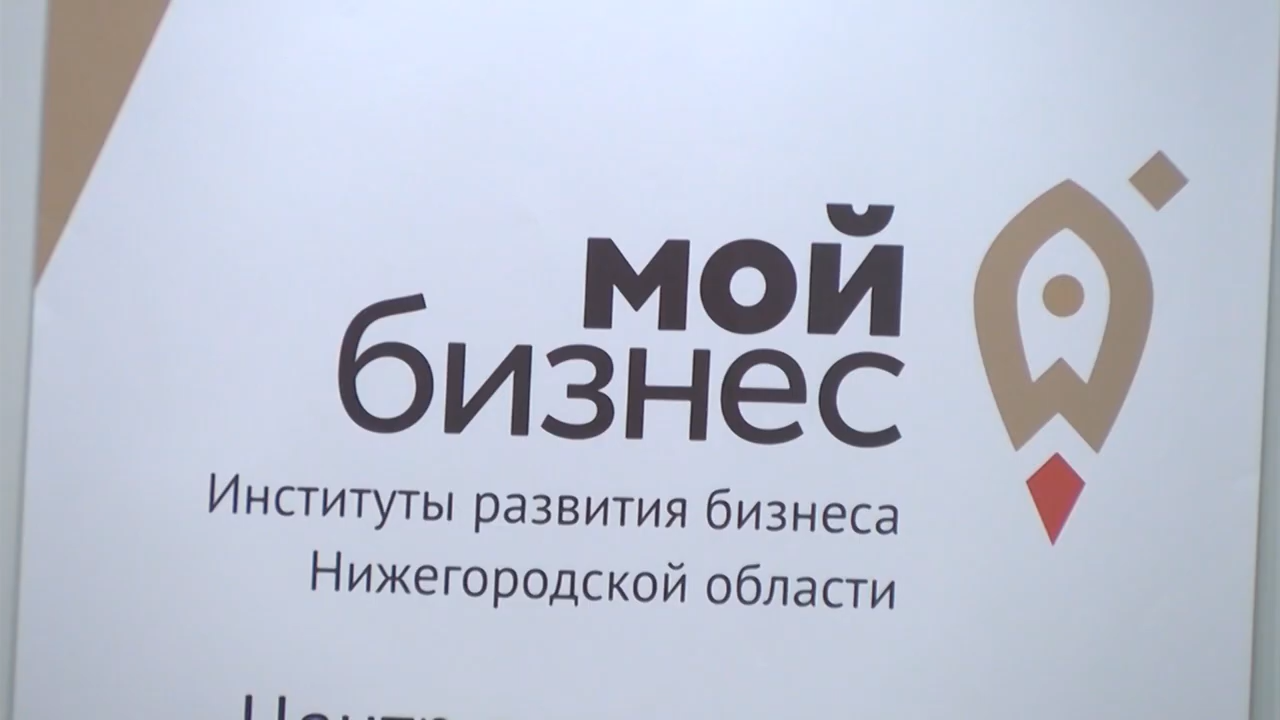 мой
бизнес
Институты развития бизнеса
Нижегородской области